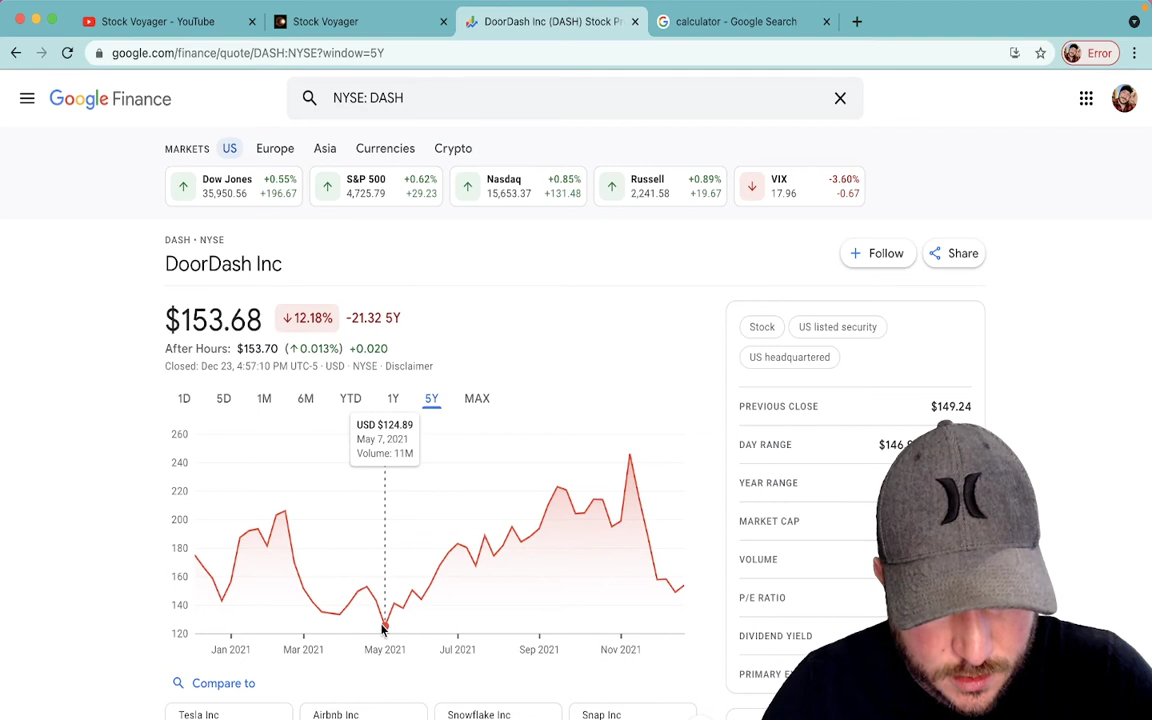 Stock Voyager - YouTube
Stock Voyager
DoorDash Inc (DASH) Stock Pr
calculator - Google Search
google.com/finance/quote/DASH:NYSE?window=5Y
Error
Google Finance
NYSE: DASH
MARKETS US Europe Asia Currencies Crypto
Dow Jones +0.55%
35,950.56 +196.67
S&P 500 +0.62%
4,725.79 +29.23
Nasdaq +0.85%
15,653.37 +131.48
Russell +0.89%
2,241.58 +19.67
VIX -3.60%
17.96 -0.67
DASH • NYSE
DoorDash Inc
Follow
Share
$153.68 ↓12.18% -21.32 5Y
After Hours: $153.70 (↑0.013%) +0.020
Closed: Dec 23, 4:57:10 PM UTC-5 · USD · NYSE · Disclaimer
1D 5D 1M 6M YTD 1Y 5Y MAX
USD $124.89
May 7, 2021
Volume: 11M
260
240
220
200
180
160
140
120
Jan 2021 Mar 2021 May 2021 Jul 2021 Sep 2021 Nov 2021
Compare to
Tesla Inc
Airbnb Inc
Snowflake Inc
Snap Inc
Stock
US listed security
US headquartered
PREVIOUS CLOSE $149.24
DAY RANGE
YEAR RANGE
MARKET CAP
VOLUME
P/E RATIO
DIVIDEND YIELD
PRIMARY